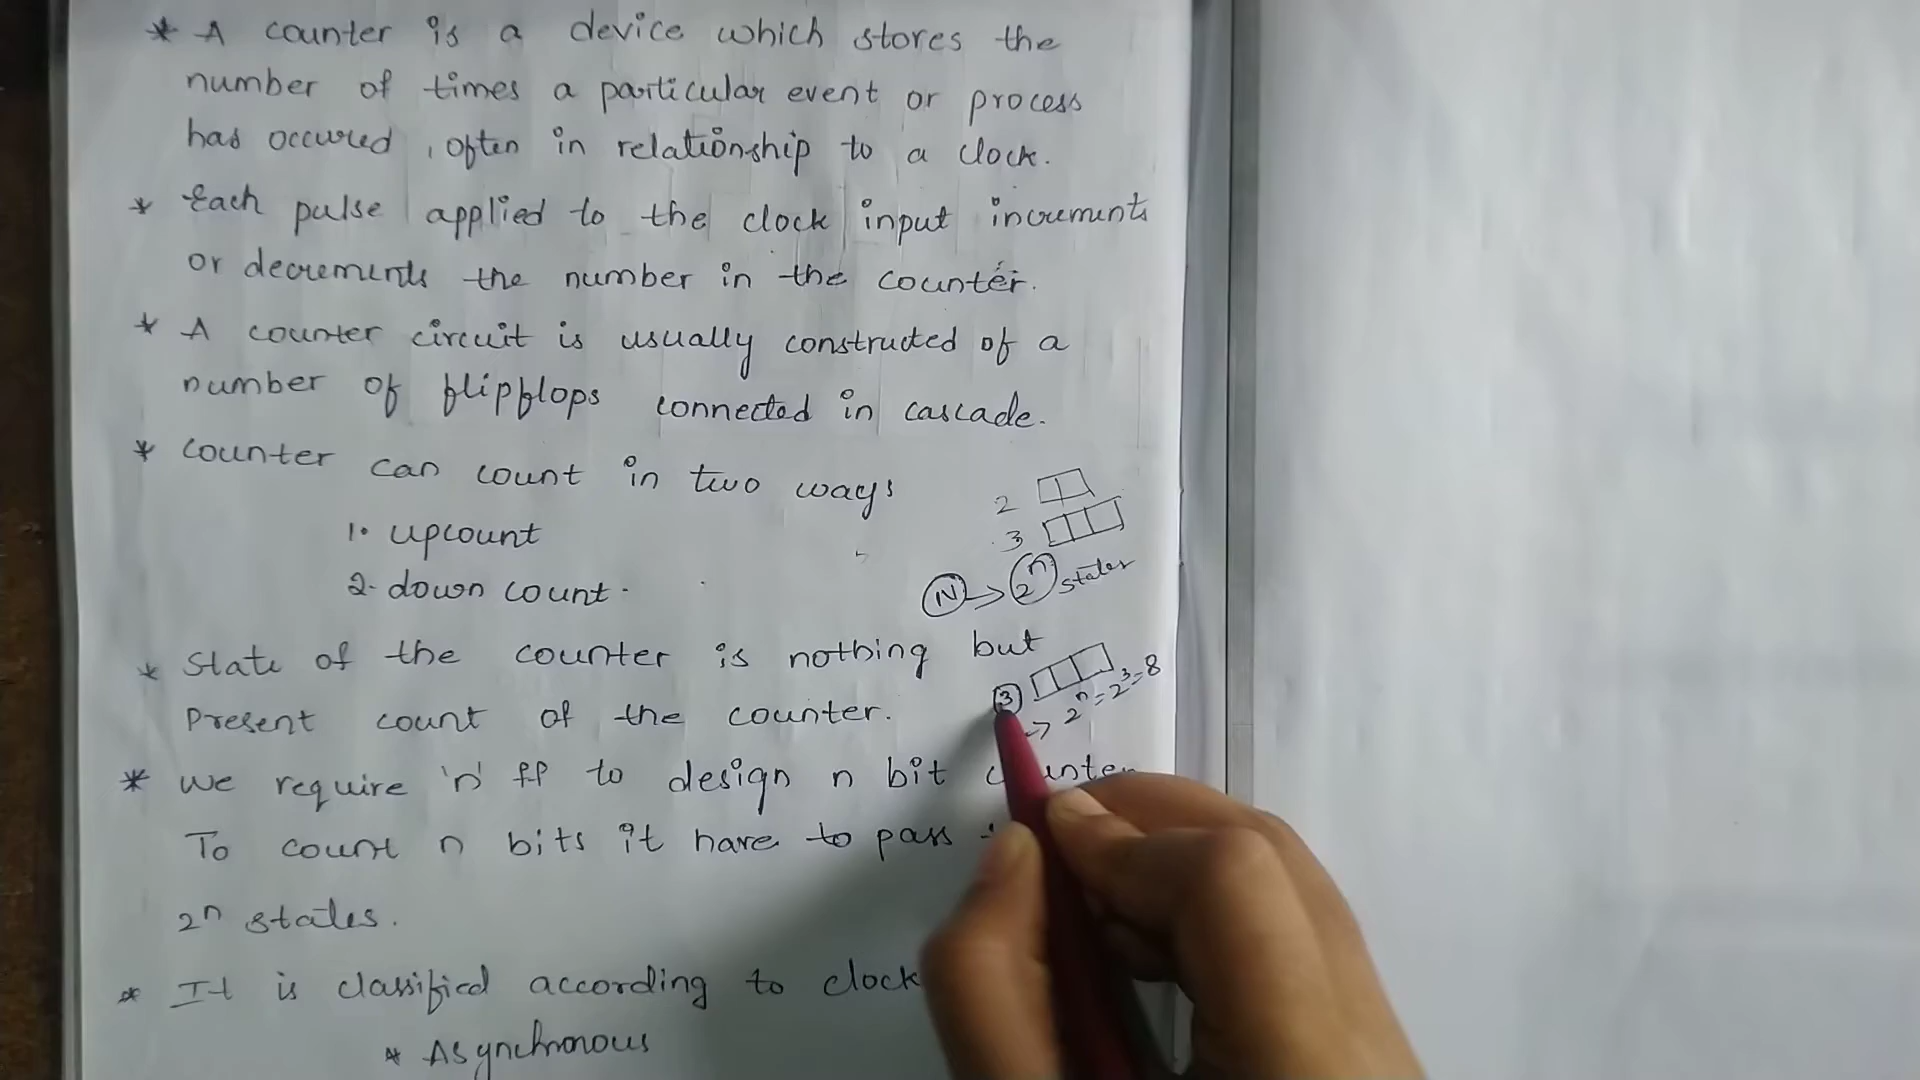 * A counter is a device which stores the
number of times a particular event or process
has occured, often in relationship to a clock.
* Each pulse applied to the clock input increments
or decrements the number in the counter.
* A counter circuit is usually constructed of a
number of flipflops connected in cascade.
* counter can count in two ways
1. upcount
2. down count.
2
3
N -> 2ⁿ states
* State of the counter is nothing but
Present count of the counter.
3
-> 2ⁿ = 2³ = 8
* We require 'n' ff to design n bit
To count n bits it have to pass
2ⁿ states.
* It is classified according to clock
* Asynchronous